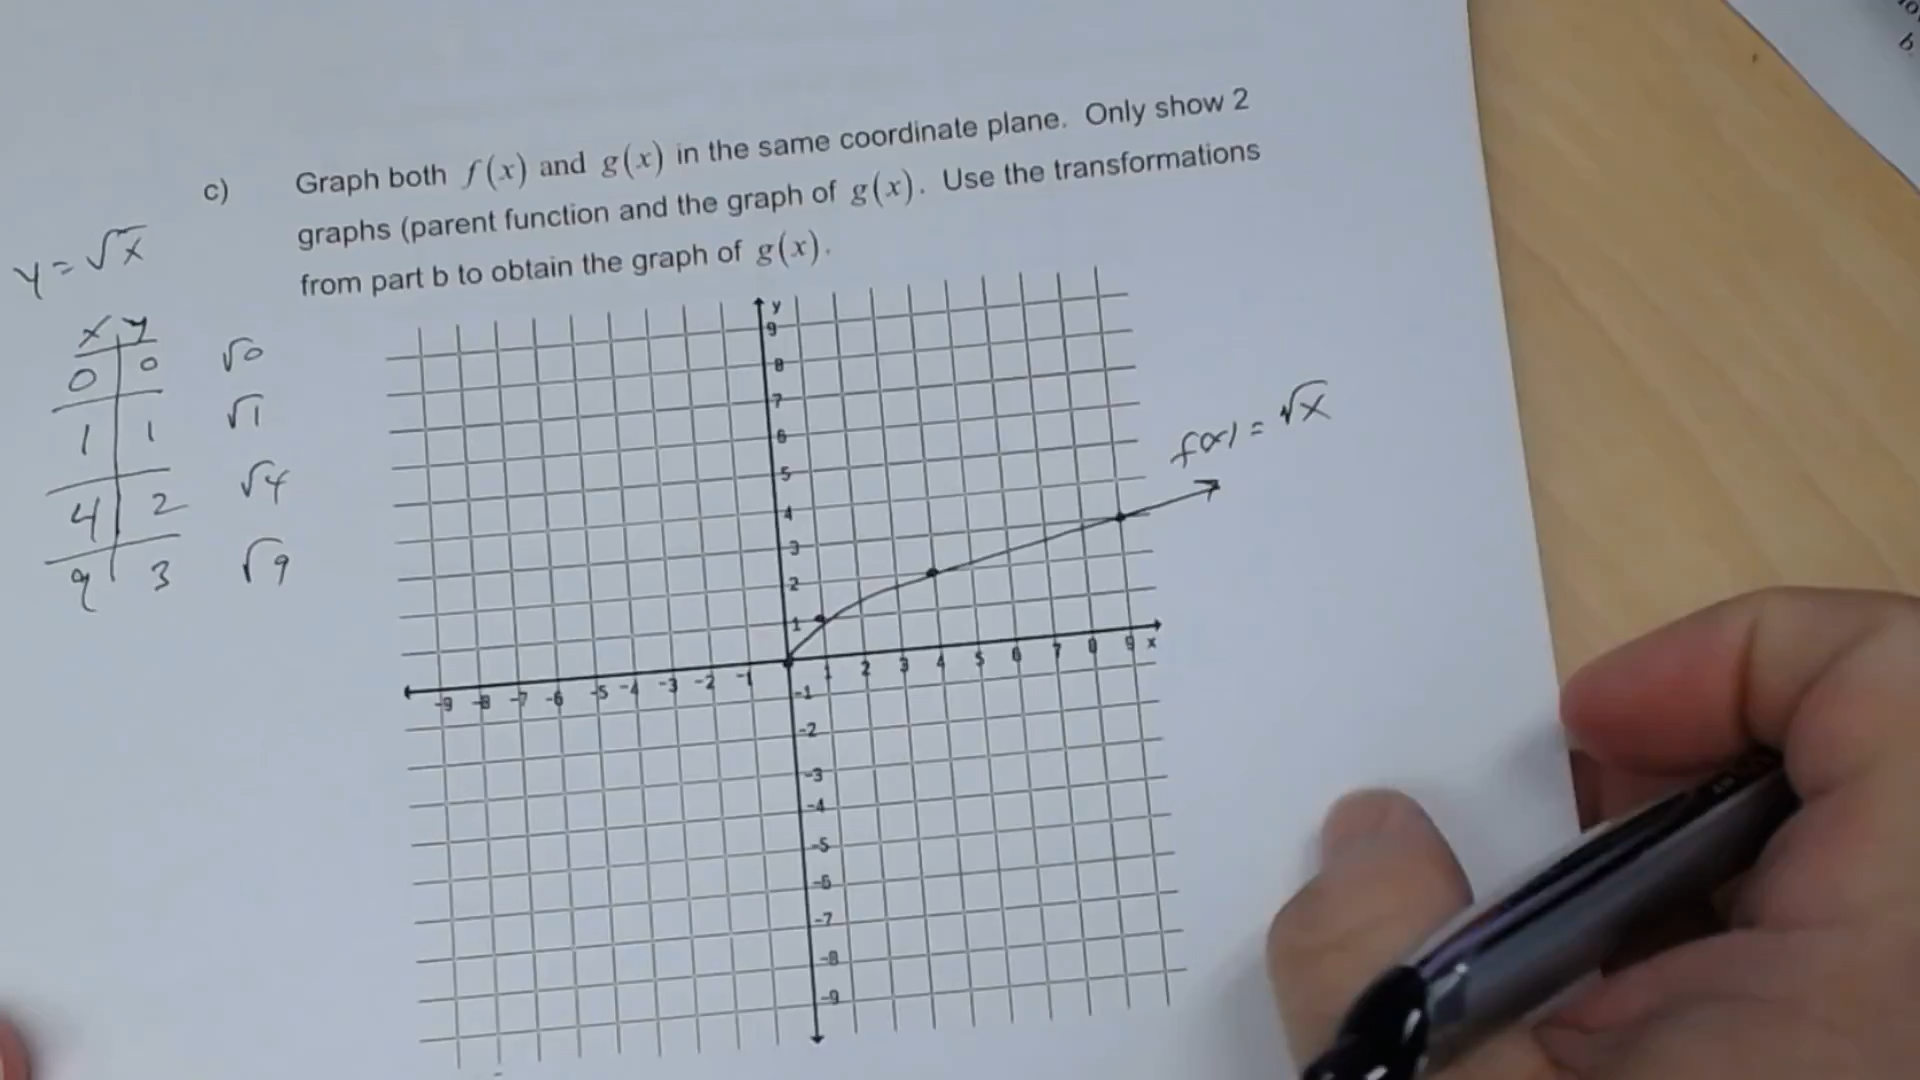 c) Graph both f(x) and g(x) in the same coordinate plane. Only show 2
graphs (parent function and the graph of g(x). Use the transformations
from part b to obtain the graph of g(x).
y = √x
x y
0 0 √0
1 1 √1
4 2 √4
9 3 √9
f(x) = √x
y
9
8
7
6
5
4
3
2
1
-9 -8 -7 -6 -5 -4 -3 -2 -1 1 2 3 4 5 6 7 8 9 x
-1
-2
-3
-4
-5
-6
-7
-8
-9